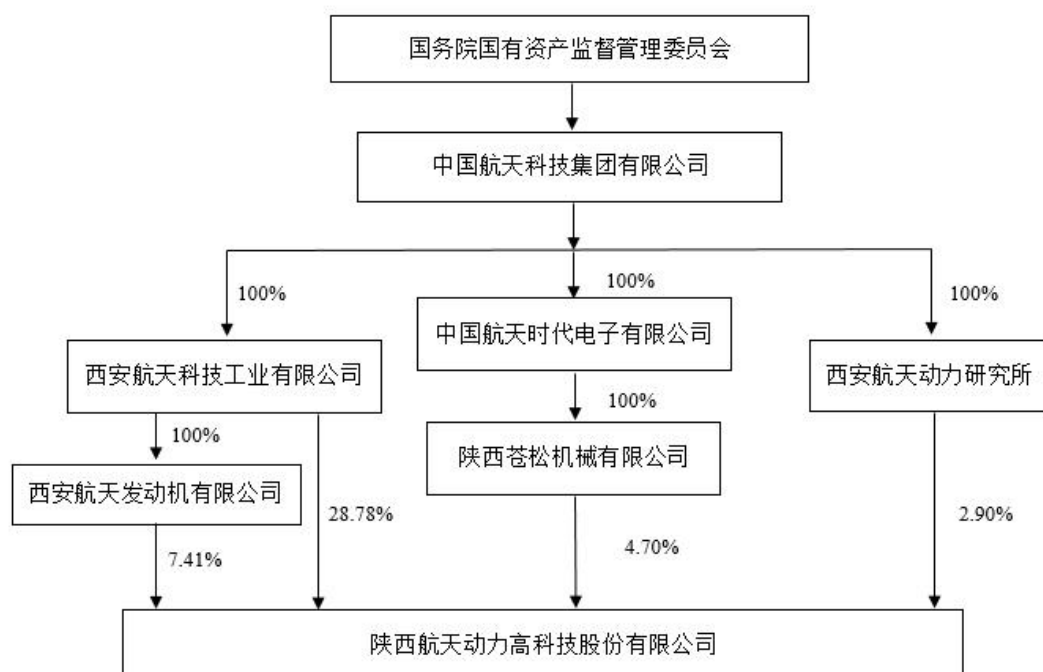 国务院国有资产监督管理委员会
中国航天科技集团有限公司
100%
100%
100%
西安航天科技工业有限公司
中国航天时代电子有限公司
西安航天动力研究所
100%
100%
西安航天发动机有限公司
陕西苍松机械有限公司
7.41%
28.78%
4.70%
2.90%
陕西航天动力高科技股份有限公司